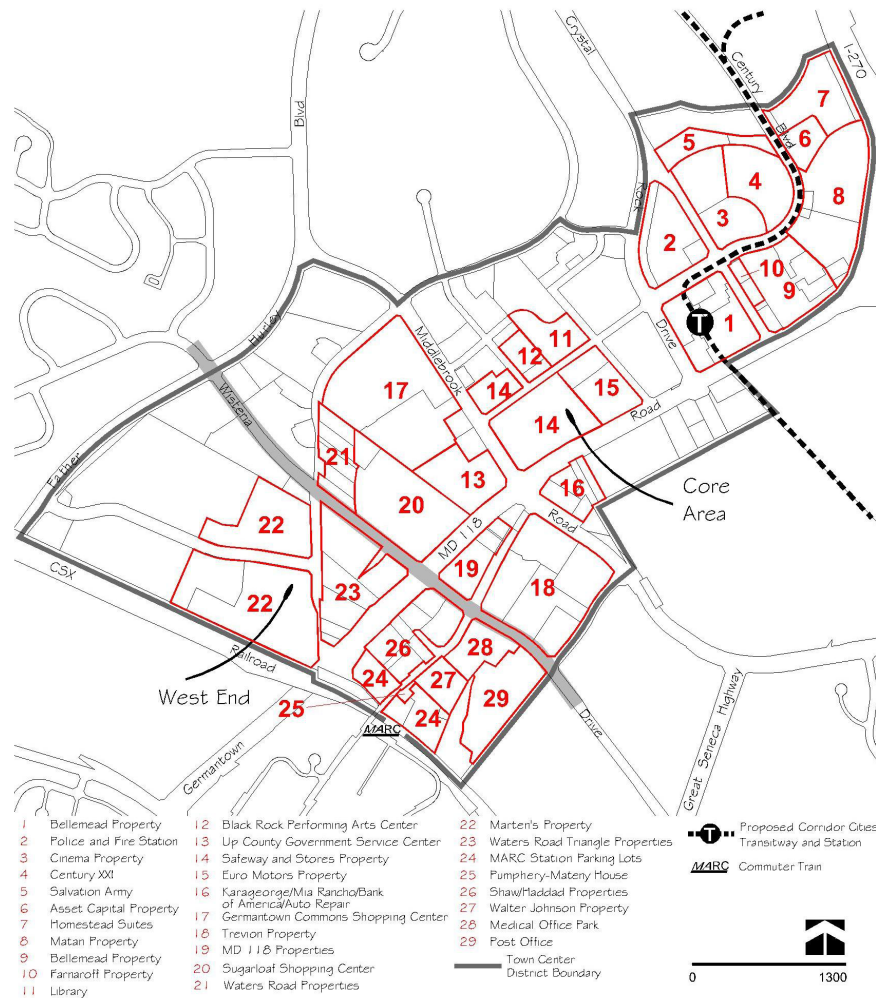 Crystal
Century
I-270
7
Blvd
5
6
Blvd
4
8
Rock
3
2
10
9
Hurley
T
1
Middlebrook
Drive
11
12
17
14
15
Wisteria
14
Road
21
13
Core
Area
Father
20
16
22
MD 118
Road
CSX
19
18
23
22
26
28
Railroad
24
27
West End
25
29
24
MARC
Drive
Germantown
Great Seneca Highway
1 Bellemead Property
2 Police and Fire Station
3 Cinema Property
4 Century XXI
5 Salvation Army
6 Asset Capital Property
7 Homestead Suites
8 Matan Property
9 Bellemead Property
10 Farnaroff Property
11 Library
12 Black Rock Performing Arts Center
13 Up County Government Service Center
14 Safeway and Stores Property
15 Euro Motors Property
16 Karageorge/Mia Rancho/Bank
of America/Auto Repair
17 Germantown Commons Shopping Center
18 Trevion Property
19 MD 118 Properties
20 Sugarloaf Shopping Center
21 Waters Road Properties
22 Marten's Property
23 Waters Road Triangle Properties
24 MARC Station Parking Lots
25 Pumphery-Mateny House
26 Shaw/Haddad Properties
27 Walter Johnson Property
28 Medical Office Park
29 Post Office
Town Center
District Boundary
T Proposed Corridor Cities
Transitway and Station
MARC Commuter Train
0 1300